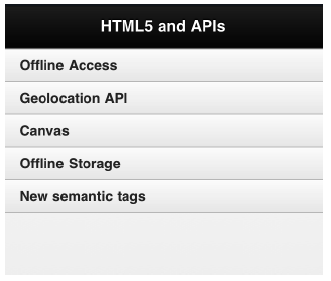 HTML5 and APIs
Offline Access
Geolocation API
Canvas
Offline Storage
New semantic tags